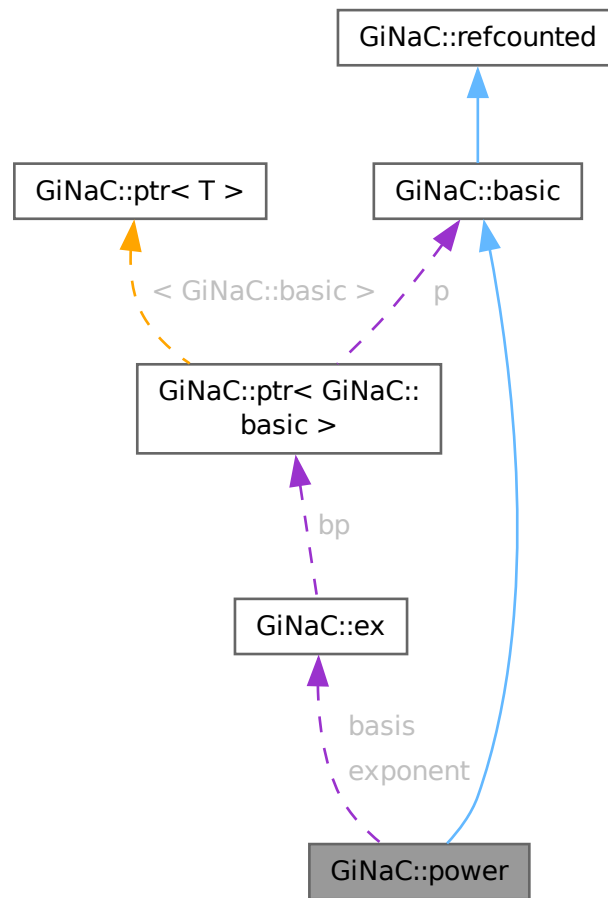 GiNaC::refcounted
GiNaC::ptr< T >
GiNaC::basic
< GiNaC::basic >
p
GiNaC::ptr< GiNaC::
basic >
bp
GiNaC::ex
basis
exponent
GiNaC::power